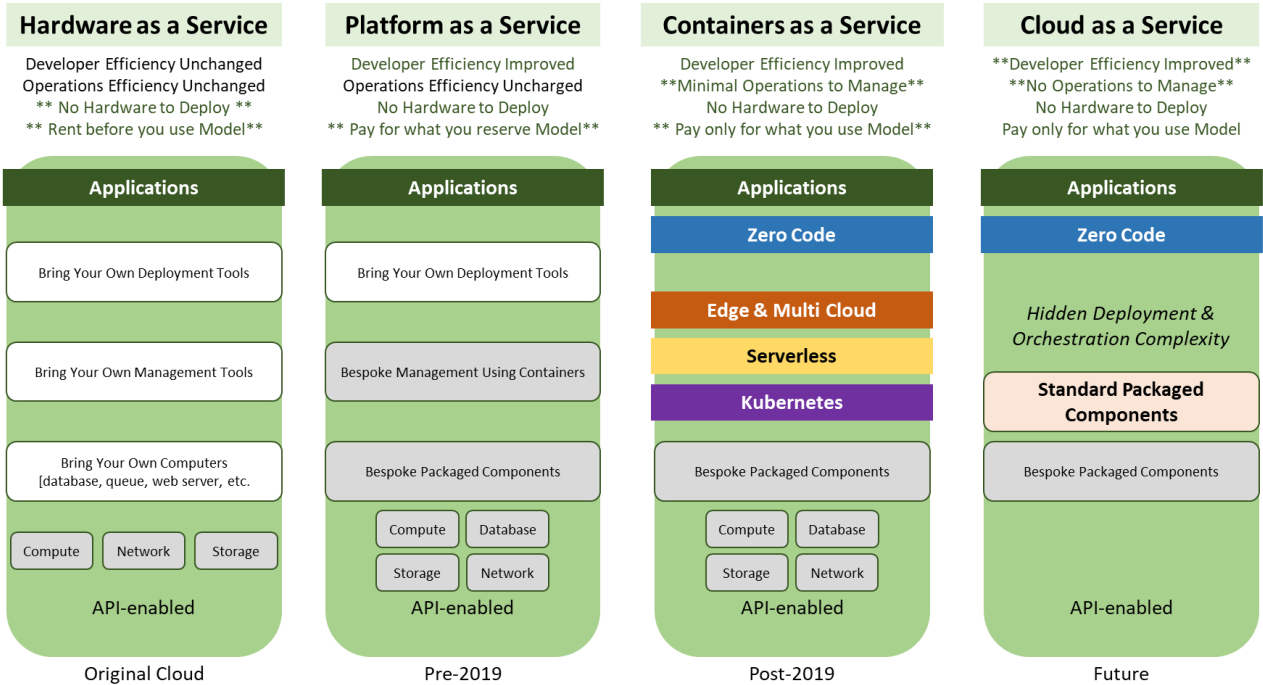 Hardware as a Service
Developer Efficiency Unchanged
Operations Efficiency Unchanged
** No Hardware to Deploy **
** Rent before you use Model**
Applications
Bring Your Own Deployment Tools
Bring Your Own Management Tools
Bring Your Own Computers
[database, queue, web server, etc.
Compute
Network
Storage
API-enabled
Original Cloud
Platform as a Service
Developer Efficiency Improved
Operations Efficiency Uncharged
No Hardware to Deploy
** Pay for what you reserve Model**
Applications
Bring Your Own Deployment Tools
Bespoke Management Using Containers
Bespoke Packaged Components
Compute
Database
Storage
Network
API-enabled
Pre-2019
Containers as a Service
Developer Efficiency Improved
**Minimal Operations to Manage**
No Hardware to Deploy
** Pay only for what you use Model**
Applications
Zero Code
Edge & Multi Cloud
Serverless
Kubernetes
Bespoke Packaged Components
Compute
Database
Storage
Network
API-enabled
Post-2019
Cloud as a Service
**Developer Efficiency Improved**
**No Operations to Manage**
No Hardware to Deploy
Pay only for what you use Model
Applications
Zero Code
Hidden Deployment &
Orchestration Complexity
Standard Packaged
Components
Bespoke Packaged Components
API-enabled
Future